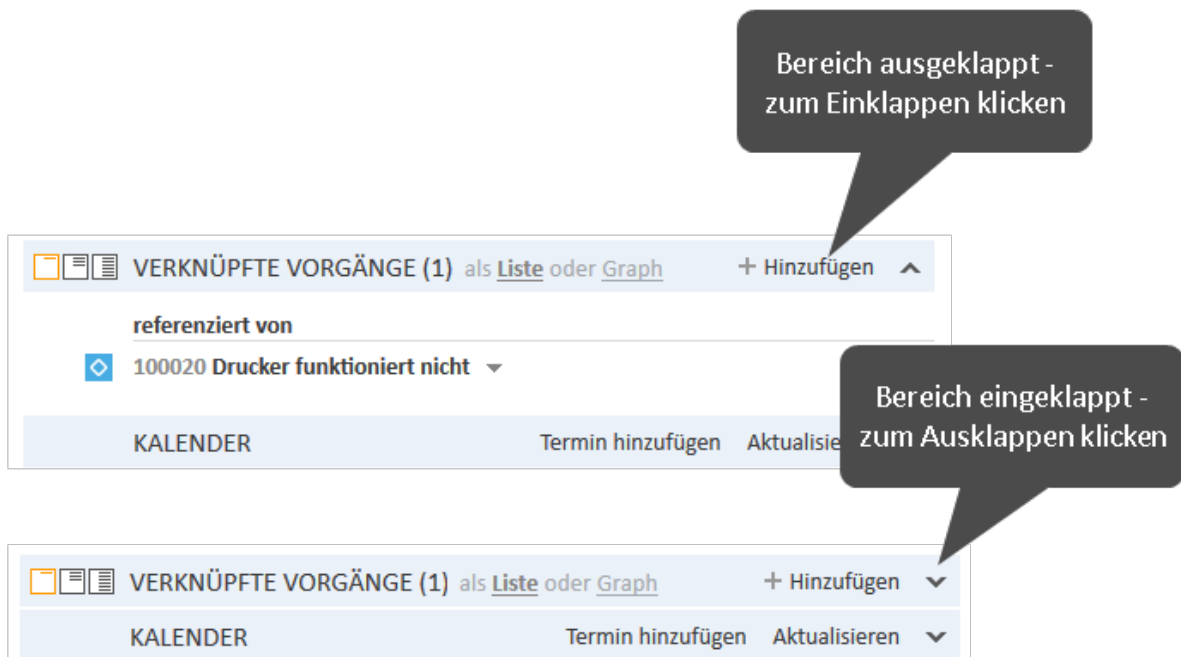 Bereich ausgeklappt -
zum Einklappen klicken
VERKNÜPFTE VORGÄNGE (1) als Liste oder Graph + Hinzufügen
referenziert von
100020 Drucker funktioniert nicht
Bereich eingeklappt -
zum Ausklappen klicken
KALENDER Termin hinzufügen Aktualisie
VERKNÜPFTE VORGÄNGE (1) als Liste oder Graph + Hinzufügen
KALENDER Termin hinzufügen Aktualisieren